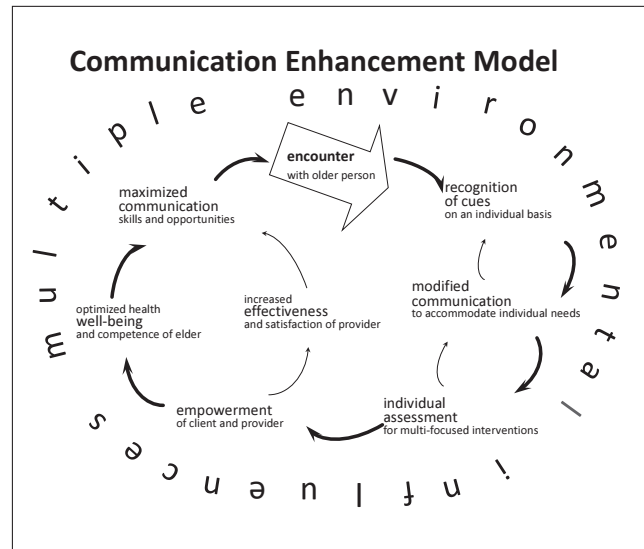 Communication Enhancement Model
multiple environmental influences
encounter
with older person
recognition
of cues
on an individual basis
modified
communication
to accommodate individual needs
individual
assessment
for multi-focused interventions
empowerment
of client and provider
increased
effectiveness
and satisfaction of provider
optimized health
well-being
and competence of elder
maximized
communication
skills and opportunities